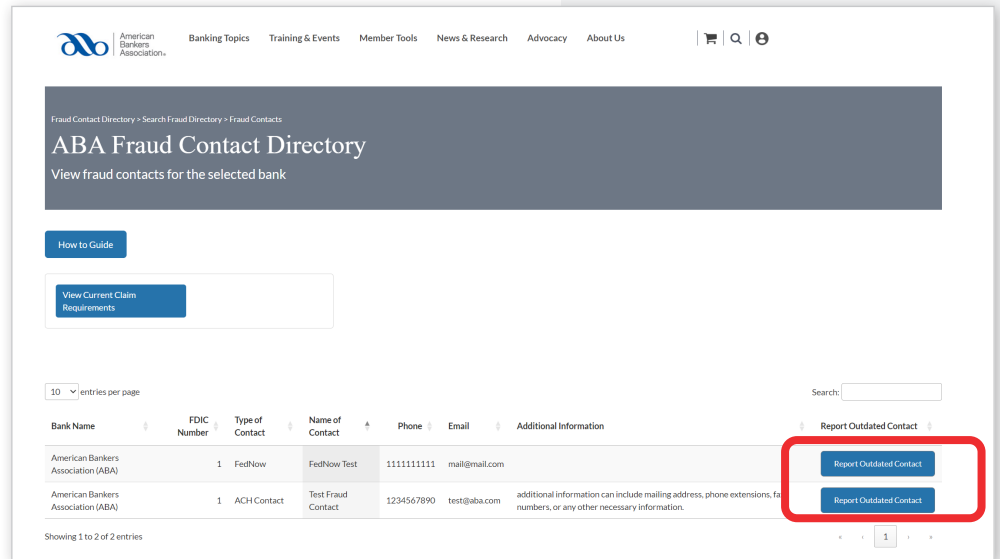 American
Bankers
Association®
Banking Topics Training & Events Member Tools News & Research Advocacy About Us
Fraud Contact Directory > Search Fraud Directory > Fraud Contacts
ABA Fraud Contact Directory
View fraud contacts for the selected bank
How to Guide
View Current Claim
Requirements
10 entries per page Search:
Bank Name FDIC Number Type of Contact Name of Contact Phone Email Additional Information Report Outdated Contact
American Bankers
Association (ABA) 1 FedNow FedNow Test 1111111111 mail@mail.com Report Outdated Contact
American Bankers
Association (ABA) 1 ACH Contact Test Fraud
Contact 1234567890 test@aba.com additional information can include mailing address, phone extensions,
numbers, or any other necessary information. Report Outdated Contact
Showing 1 to 2 of 2 entries « ‹ 1 › »